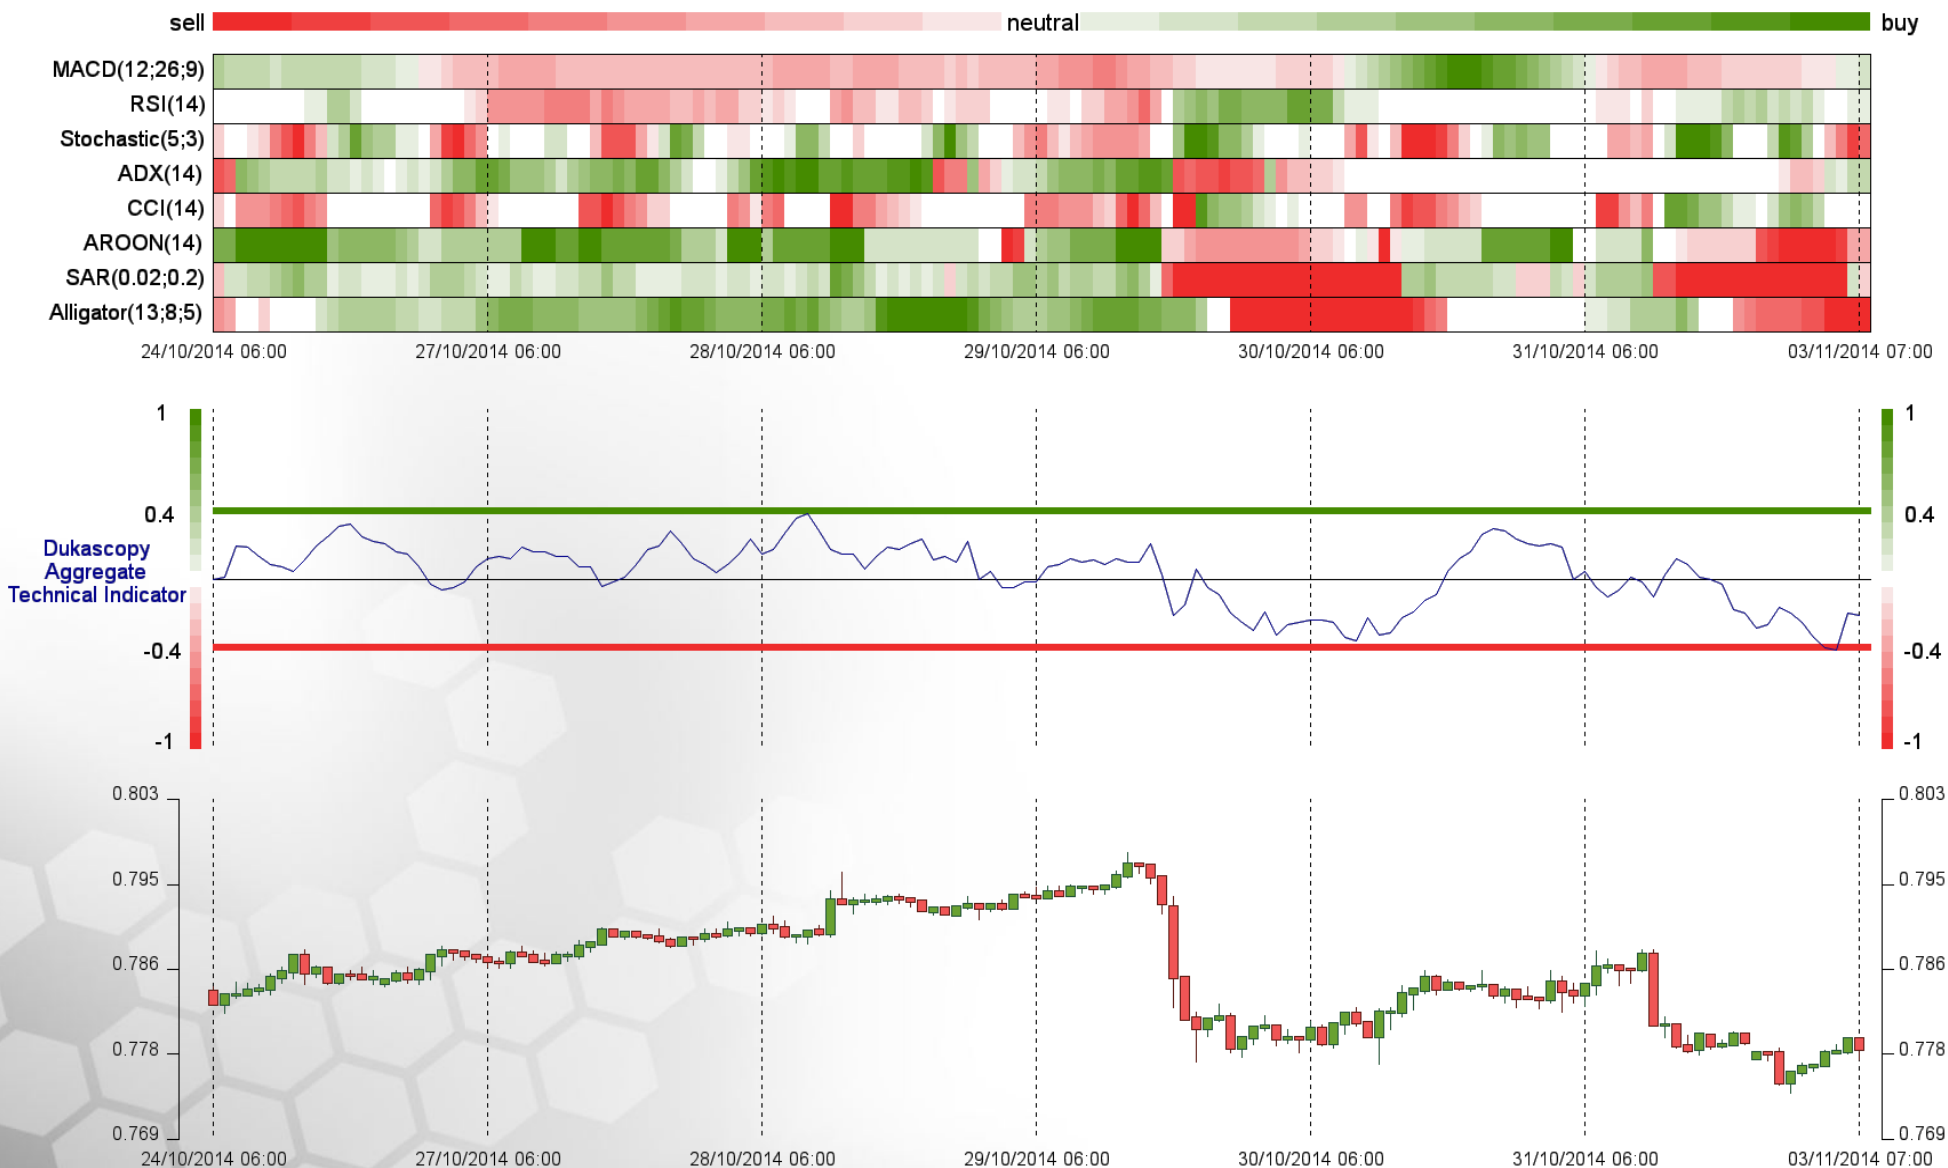 sell neutral buy
MACD(12;26;9)
RSI(14)
Stochastic(5;3)
ADX(14)
CCI(14)
AROON(14)
SAR(0.02;0.2)
Alligator(13;8;5)
24/10/2014 06:00 27/10/2014 06:00 28/10/2014 06:00 29/10/2014 06:00 30/10/2014 06:00 31/10/2014 06:00 03/11/2014 07:00
1 1
0.4 0.4
Dukascopy
Aggregate
Technical Indicator
-0.4 -0.4
-1 -1
0.803 0.803
0.795 0.795
0.786 0.786
0.778 0.778
0.769 0.769
24/10/2014 06:00 27/10/2014 06:00 28/10/2014 06:00 29/10/2014 06:00 30/10/2014 06:00 31/10/2014 06:00 03/11/2014 07:00